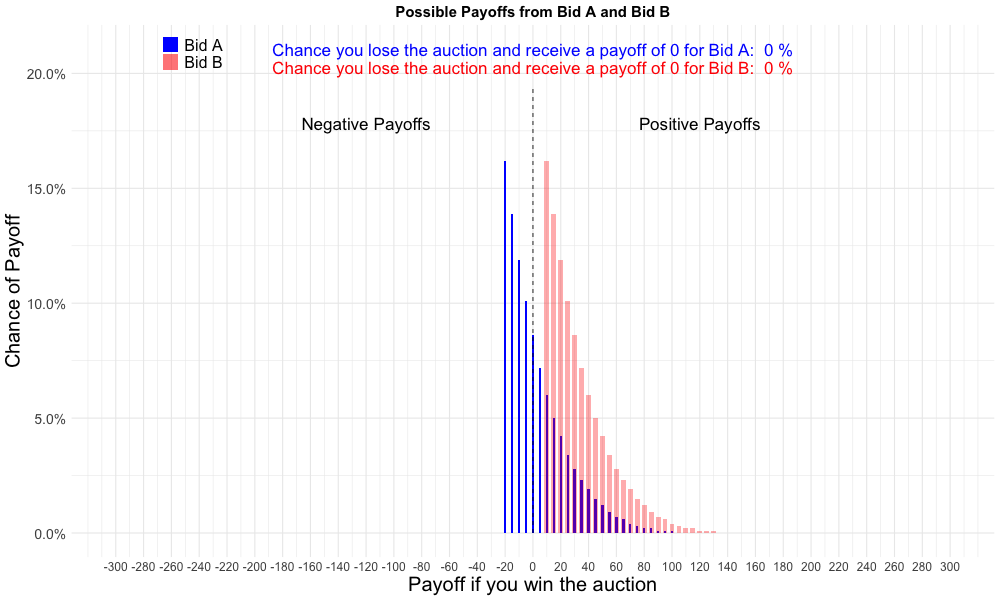 Possible Payoffs from Bid A and Bid B
Bid A
Bid B
Chance you lose the auction and receive a payoff of 0 for Bid A:  0 %
Chance you lose the auction and receive a payoff of 0 for Bid B:  0 %
Negative Payoffs
Positive Payoffs
Chance of Payoff
20.0%
15.0%
10.0%
5.0%
0.0%
-300 -280 -260 -240 -220 -200 -180 -160 -140 -120 -100 -80 -60 -40 -20 0 20 40 60 80 100 120 140 160 180 200 220 240 260 280 300
Payoff if you win the auction